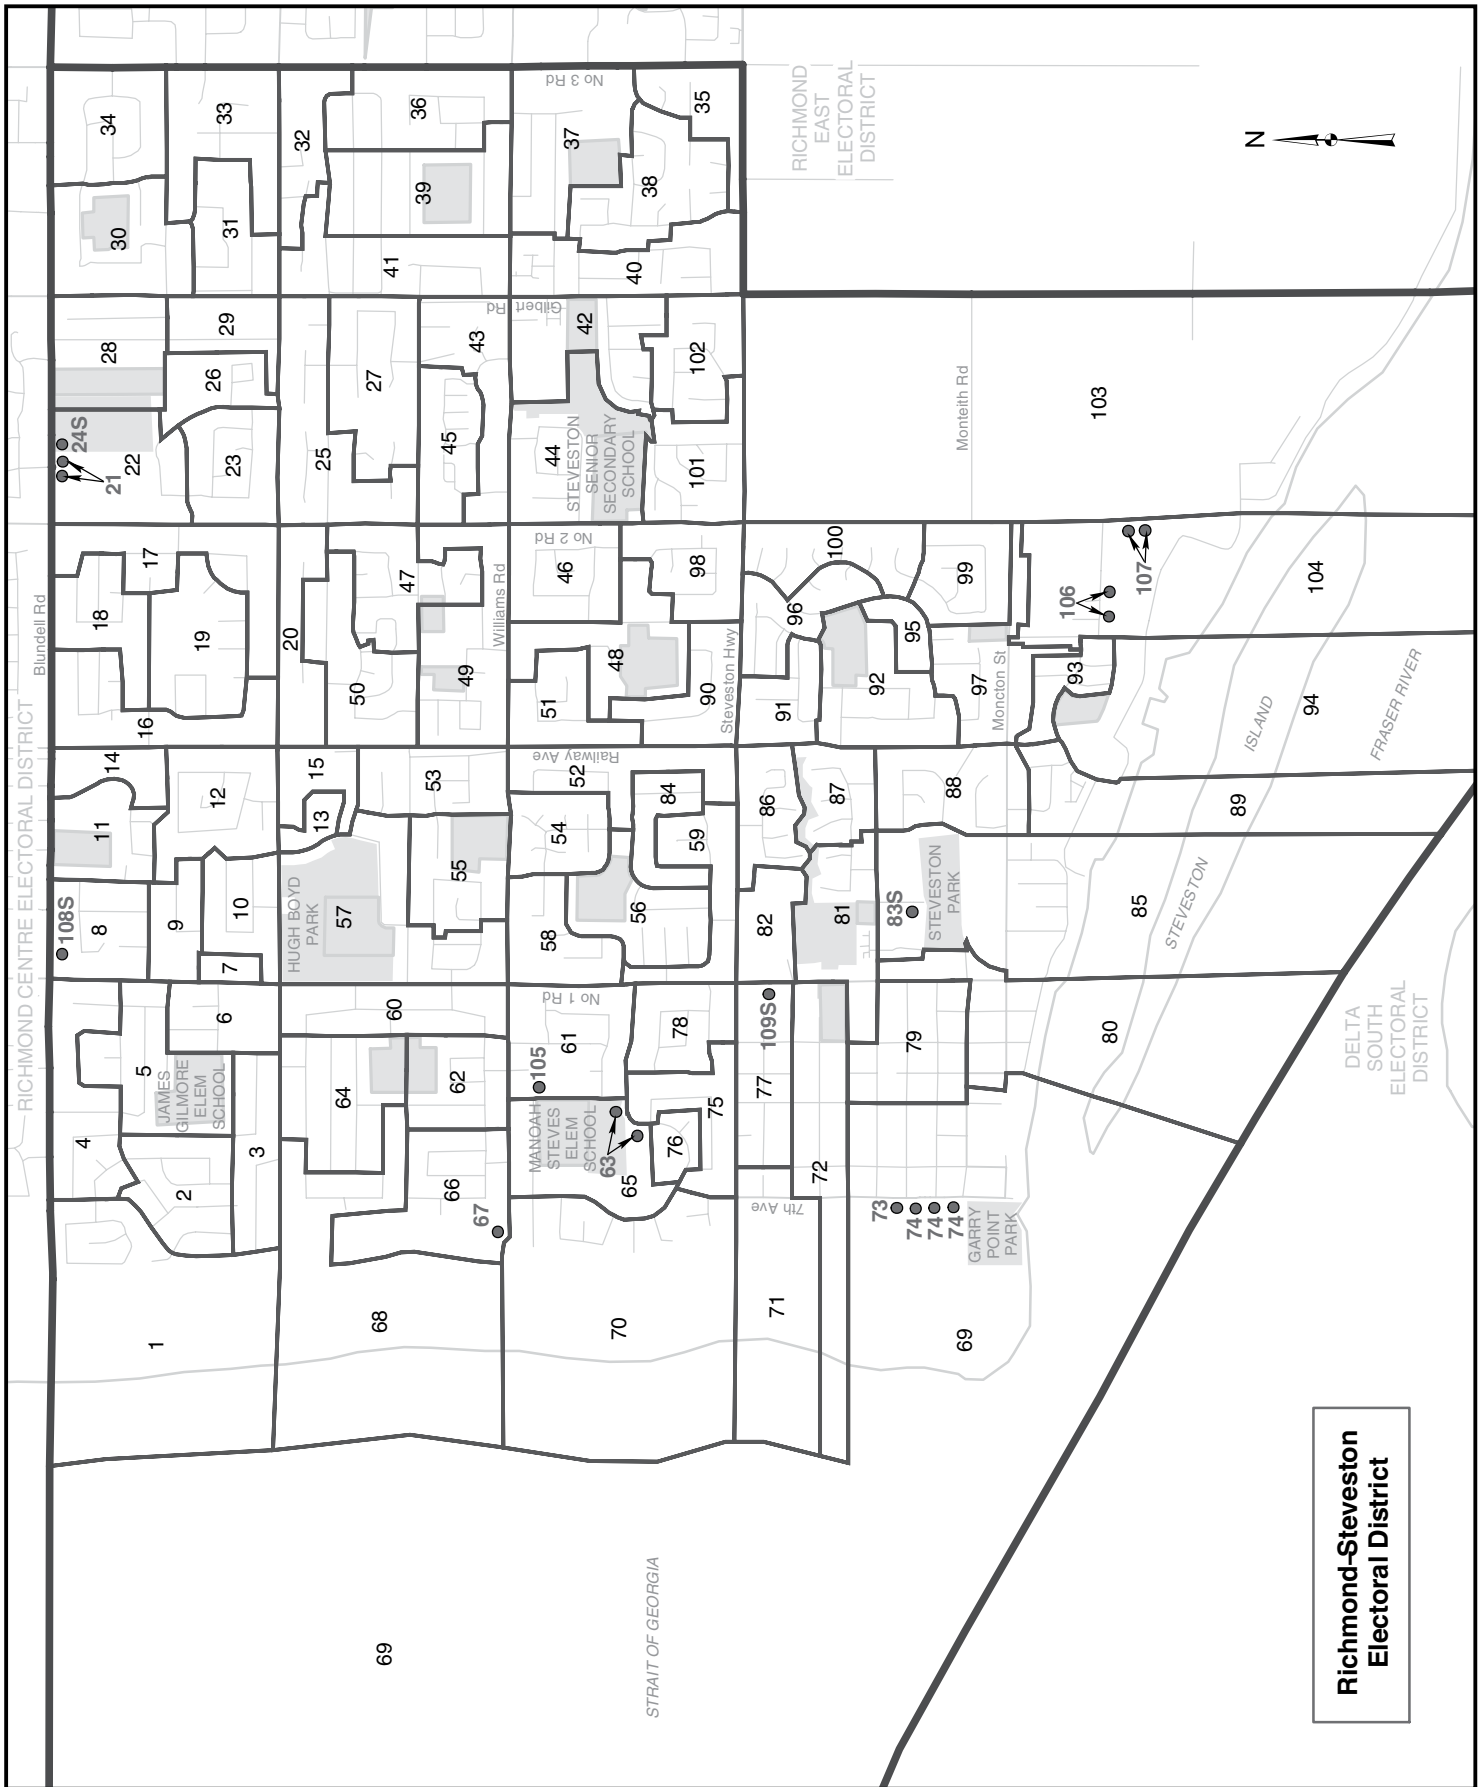 RICHMOND CENTRE ELECTORAL DISTRICT
Blundell Rd
1
2
3
4
5
JAMES
GILMORE
ELEM
SCHOOL
6
7
8
108S
9
10
11
12
13
14
15
16
17
18
19
20
21
22
23
24S
25
26
27
28
29
30
31
32
33
34
35
36
37
38
39
40
41
42
43
44
45
46
47
48
49
50
51
52
53
54
55
56
57
HUGH BOYD
PARK
58
59
60
61
62
63
64
65
66
67
68
69
70
71
72
73
74
74
74
75
76
77
78
79
80
81
82
83S
84
85
86
87
88
89
90
91
92
93
94
95
96
97
98
99
100
101
102
103
104
105
106
107
109S
69
No 3 Rd
Gilbert Rd
No 2 Rd
Railway Ave
No 1 Rd
7th Ave
Williams Rd
Steveston Hwy
Moncton St
Monteith Rd
STEVESTON
SENIOR
SECONDARY
SCHOOL
MANOAH
STEVES
ELEM
SCHOOL
STEVESTON
PARK
GARRY
POINT
PARK
RICHMOND
EAST
ELECTORAL
DISTRICT
N
STEVESTON
ISLAND
FRASER RIVER
DELTA
SOUTH
ELECTORAL
DISTRICT
STRAIT OF GEORGIA
Richmond-Steveston
Electoral District